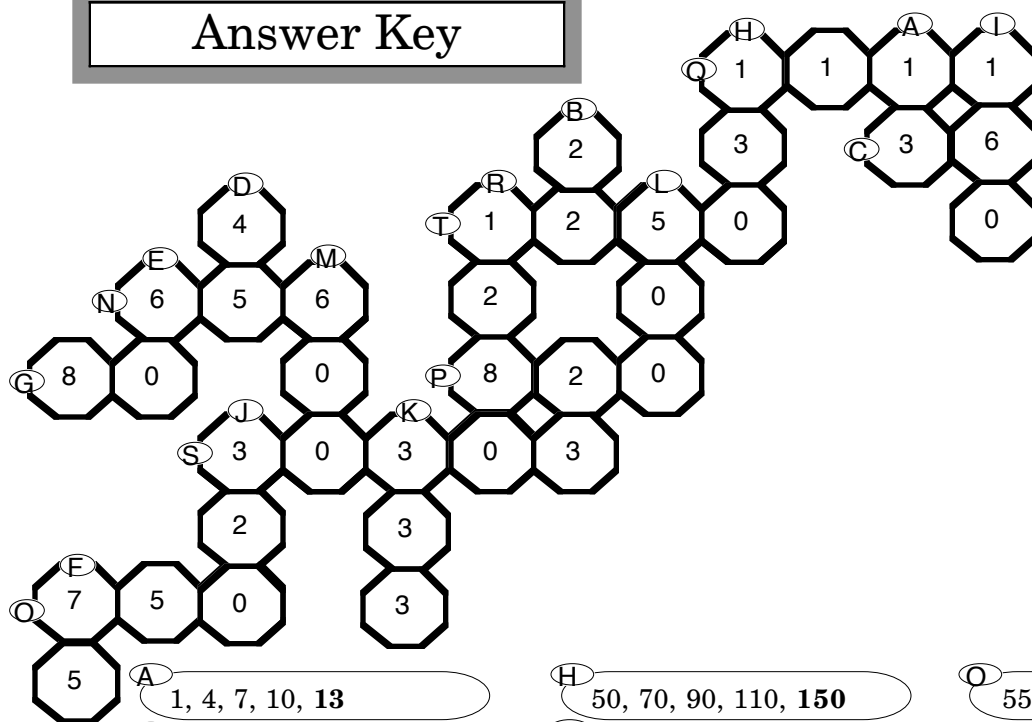 Answer Key
H A I
Q 1 1 1 1
B
2 3 C 3 6
D R L
4 T 1 2 5 0 0
E M
N 6 5 6 2 0
G 8 0 0 P 8 2 0
J K
S 3 0 3 0 3
2 3
F
O 7 5 0 3
5
A 1, 4, 7, 10, 13
H 50, 70, 90, 110, 150
O 55